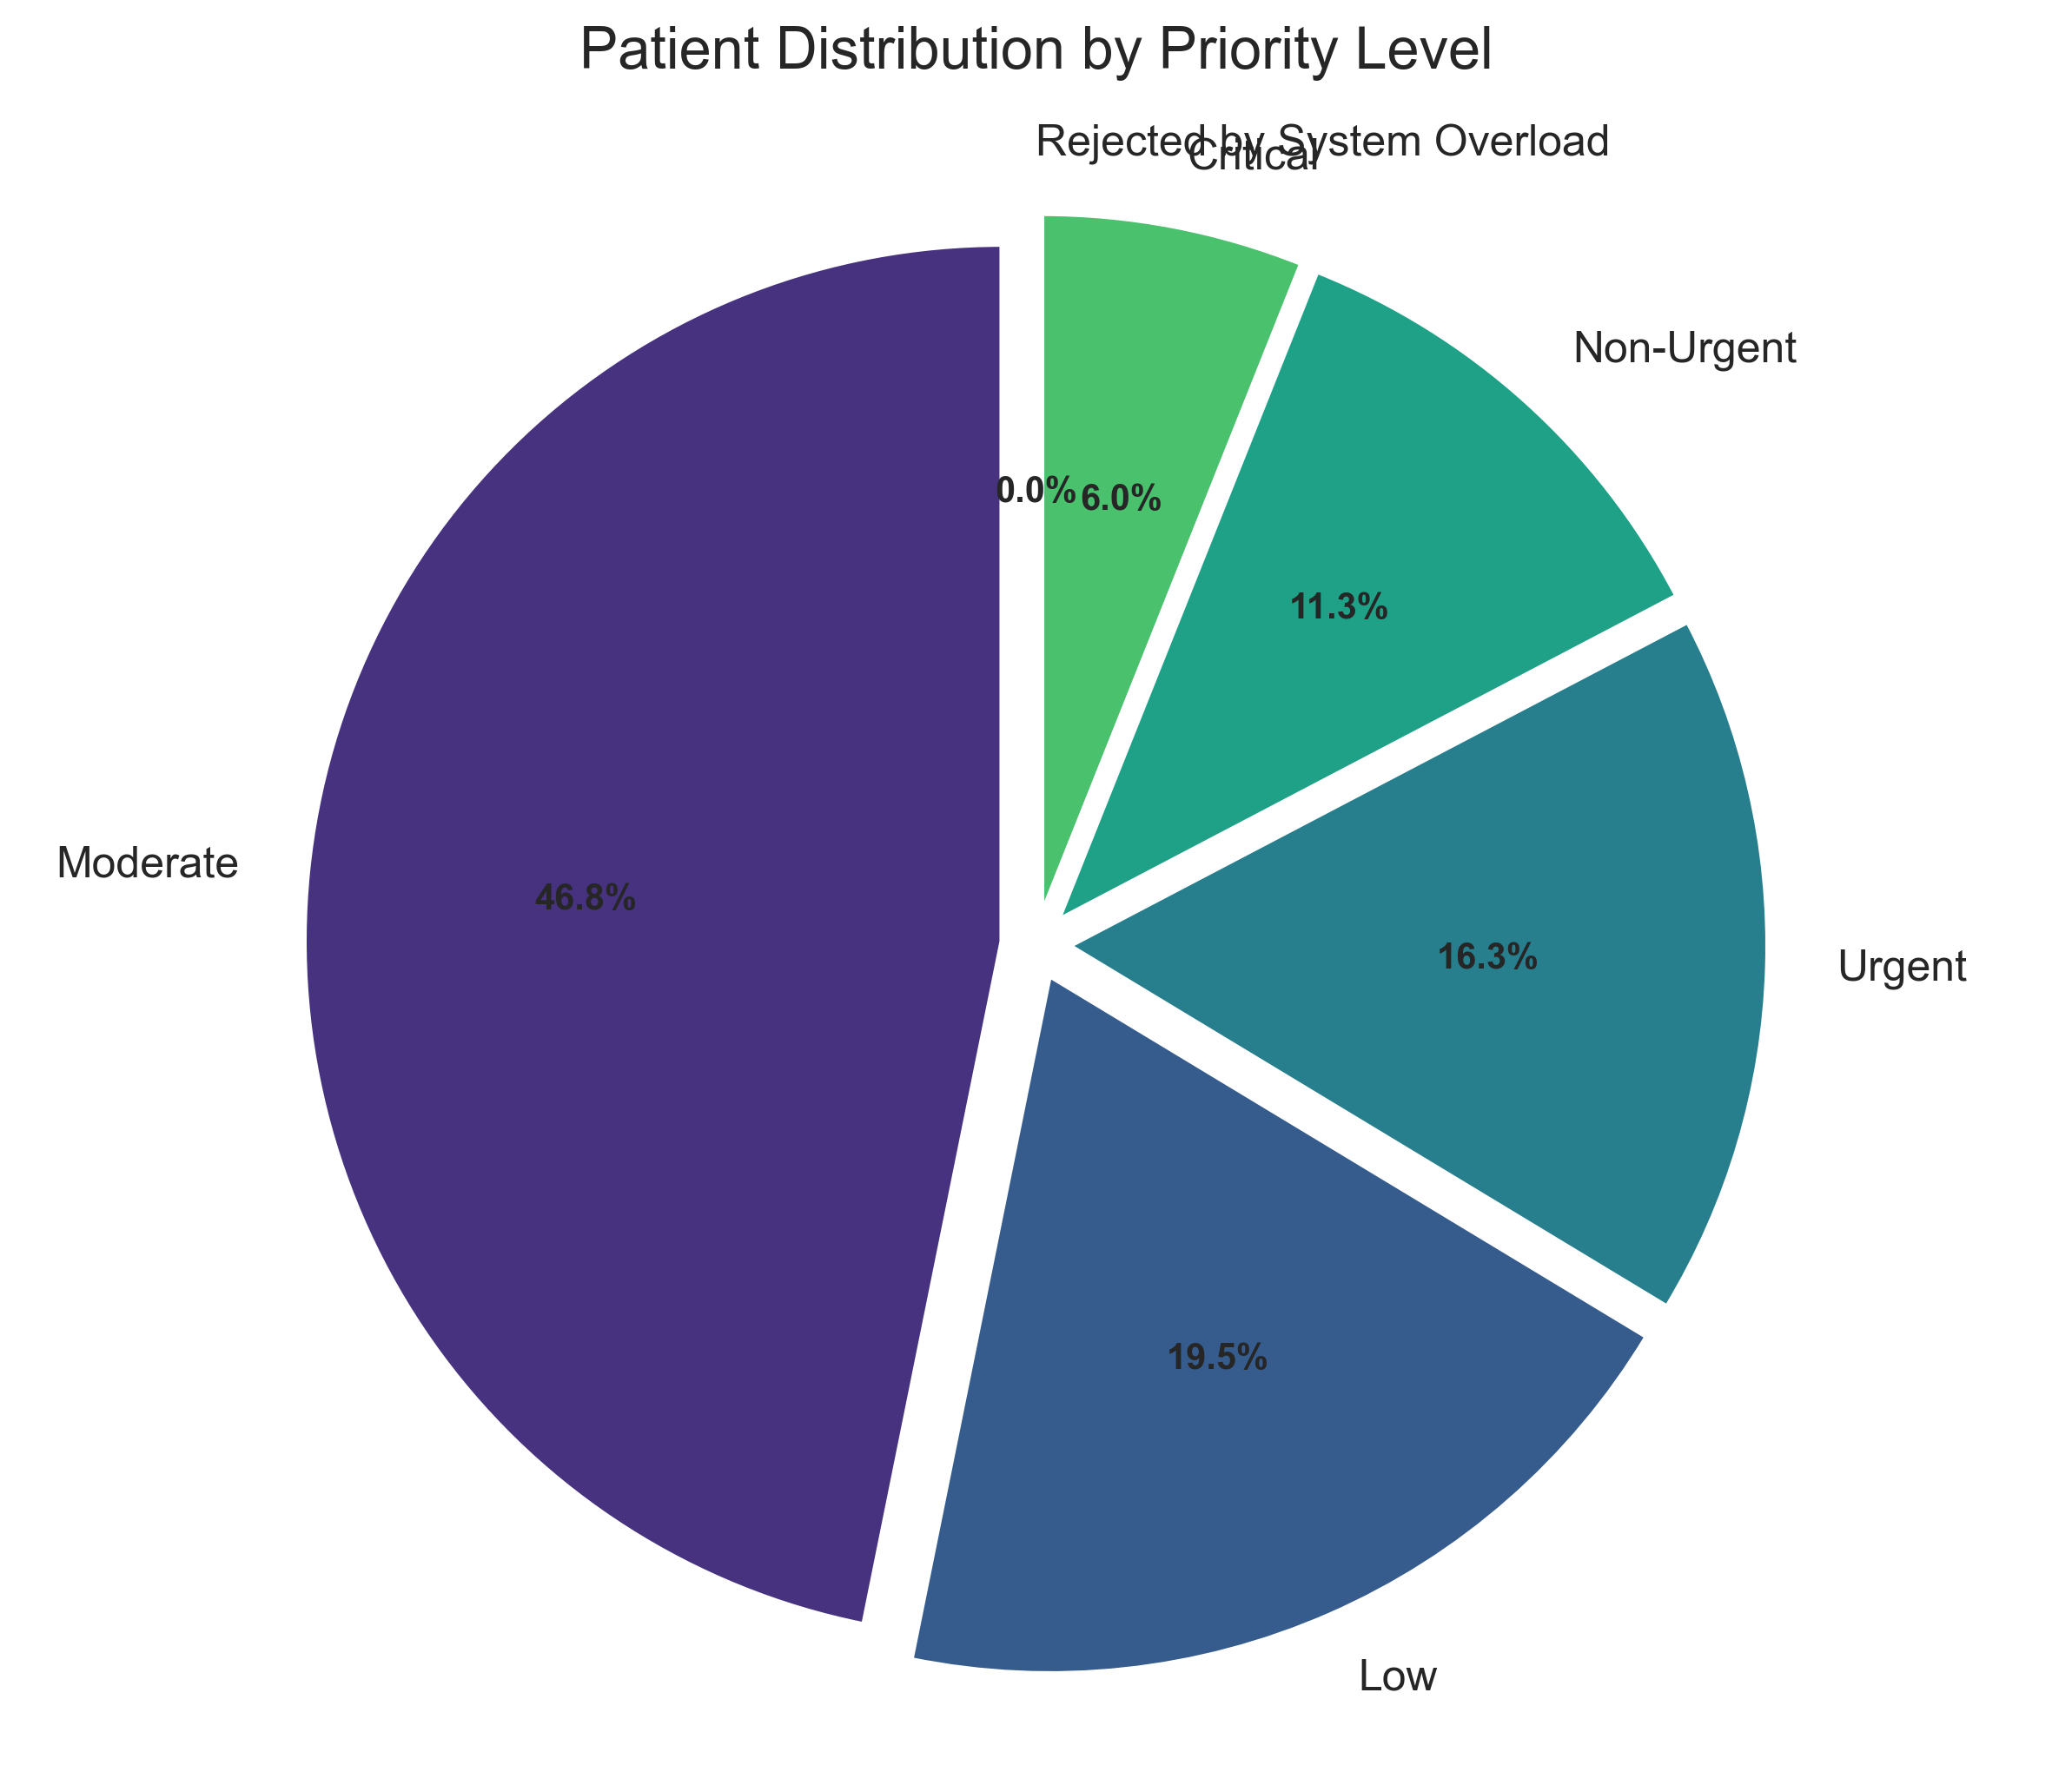 Patient Distribution by Priority Level
Rejected by System Overload
Critical
Non-Urgent
0.0%
6.0%
11.3%
Moderate
46.8%
16.3%
Urgent
19.5%
Low